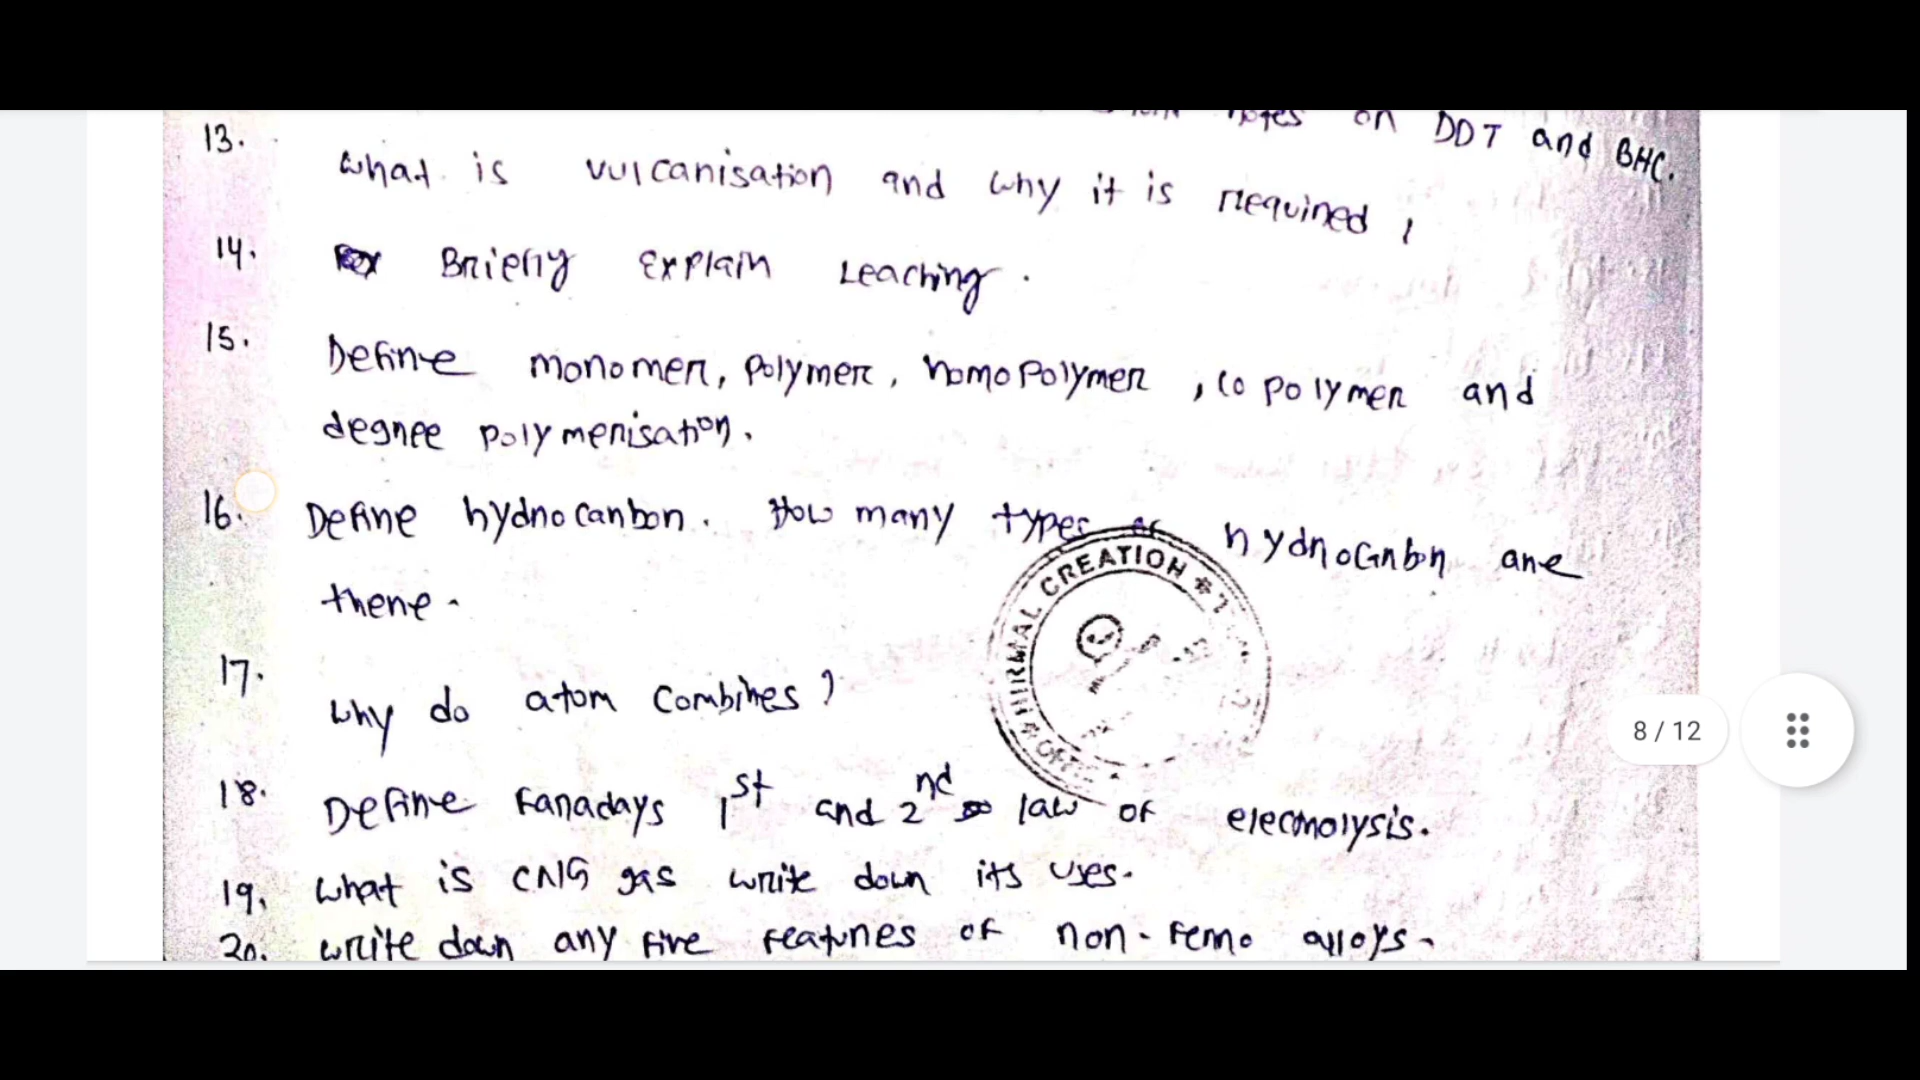 notes on DDT and BHC.
13. What is vulcanisation and why it is required ?
14. Briefly explain Leaching.
15. Define monomer, polymer, homopolymer, copolymer and
degree polymerisation.
16. Define hydrocarbon. How many types of hydrocarbon are
there.
17. Why do atom combines ?
18. Define Faradays 1st and 2nd law of electrolysis.
19. What is CNG gas write down its uses.
20. write down any five features of non-ferro alloys.
CREATION #
8 / 12